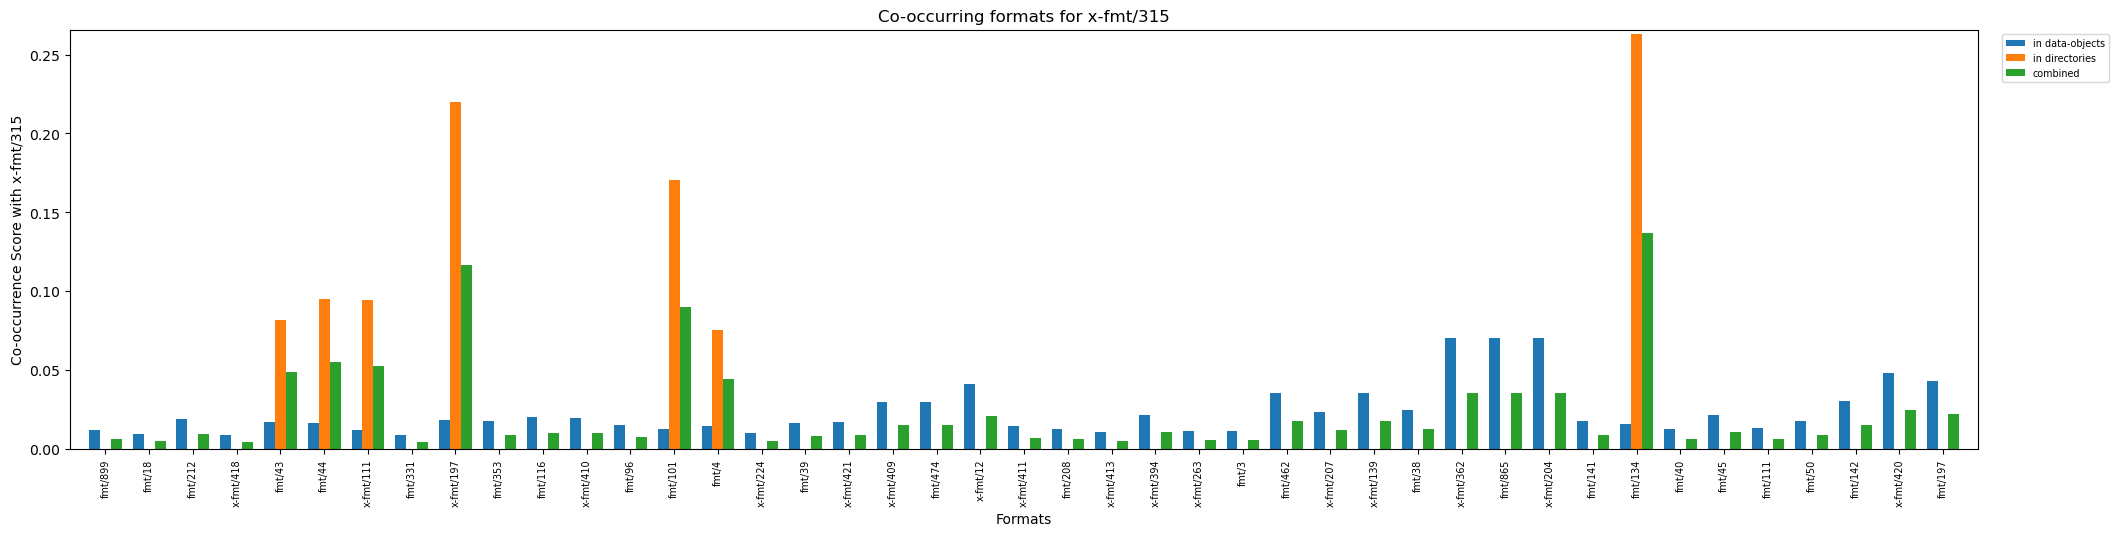 Co-occurring formats for x-fmt/315
Co-occurrence Score with x-fmt/315
0.25
0.20
0.15
0.10
0.05
0.00
in data-objects
in directories
combined
fmt/899
fmt/18
fmt/212
x-fmt/418
fmt/43
fmt/44
x-fmt/111
fmt/331
x-fmt/197
fmt/353
fmt/116
x-fmt/410
fmt/96
fmt/101
fmt/4
x-fmt/224
fmt/39
x-fmt/421
x-fmt/409
fmt/474
x-fmt/12
x-fmt/411
fmt/208
x-fmt/413
x-fmt/394
x-fmt/263
fmt/3
fmt/462
x-fmt/207
x-fmt/139
fmt/38
x-fmt/362
fmt/865
x-fmt/204
fmt/141
fmt/134
fmt/40
fmt/45
fmt/111
fmt/50
fmt/142
x-fmt/420
fmt/197
Formats